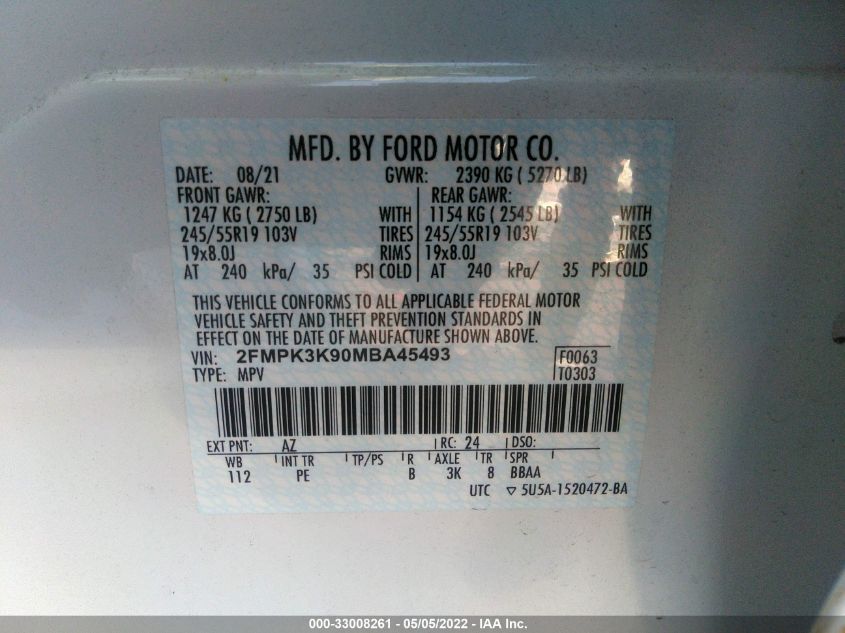 MFD. BY FORD MOTOR CO.
DATE: 08/21 GVWR: 2390 KG ( 5270 LB)
FRONT GAWR: REAR GAWR:
1247 KG ( 2750 LB) WITH 1154 KG ( 2545 LB) WITH
245/55R19 103V TIRES 245/55R19 103V TIRES
19x8.0J RIMS 19x8.0J RIMS
AT 240 kPa/ 35 PSI COLD AT 240 kPa/ 35 PSI COLD
THIS VEHICLE CONFORMS TO ALL APPLICABLE FEDERAL MOTOR
VEHICLE SAFETY AND THEFT PREVENTION STANDARDS IN
EFFECT ON THE DATE OF MANUFACTURE SHOWN ABOVE.
VIN: 2FMPK3K90MBA45493 F0063
TYPE: MPV T0303
EXT PNT: AZ RC: 24 DSO:
WB INT TR TP/PS R AXLE TR SPR
112 PE B 3K 8 BBAA
UTC ▽ 5U5A-1520472-BA
000-33008261 - 05/05/2022 - IAA Inc.